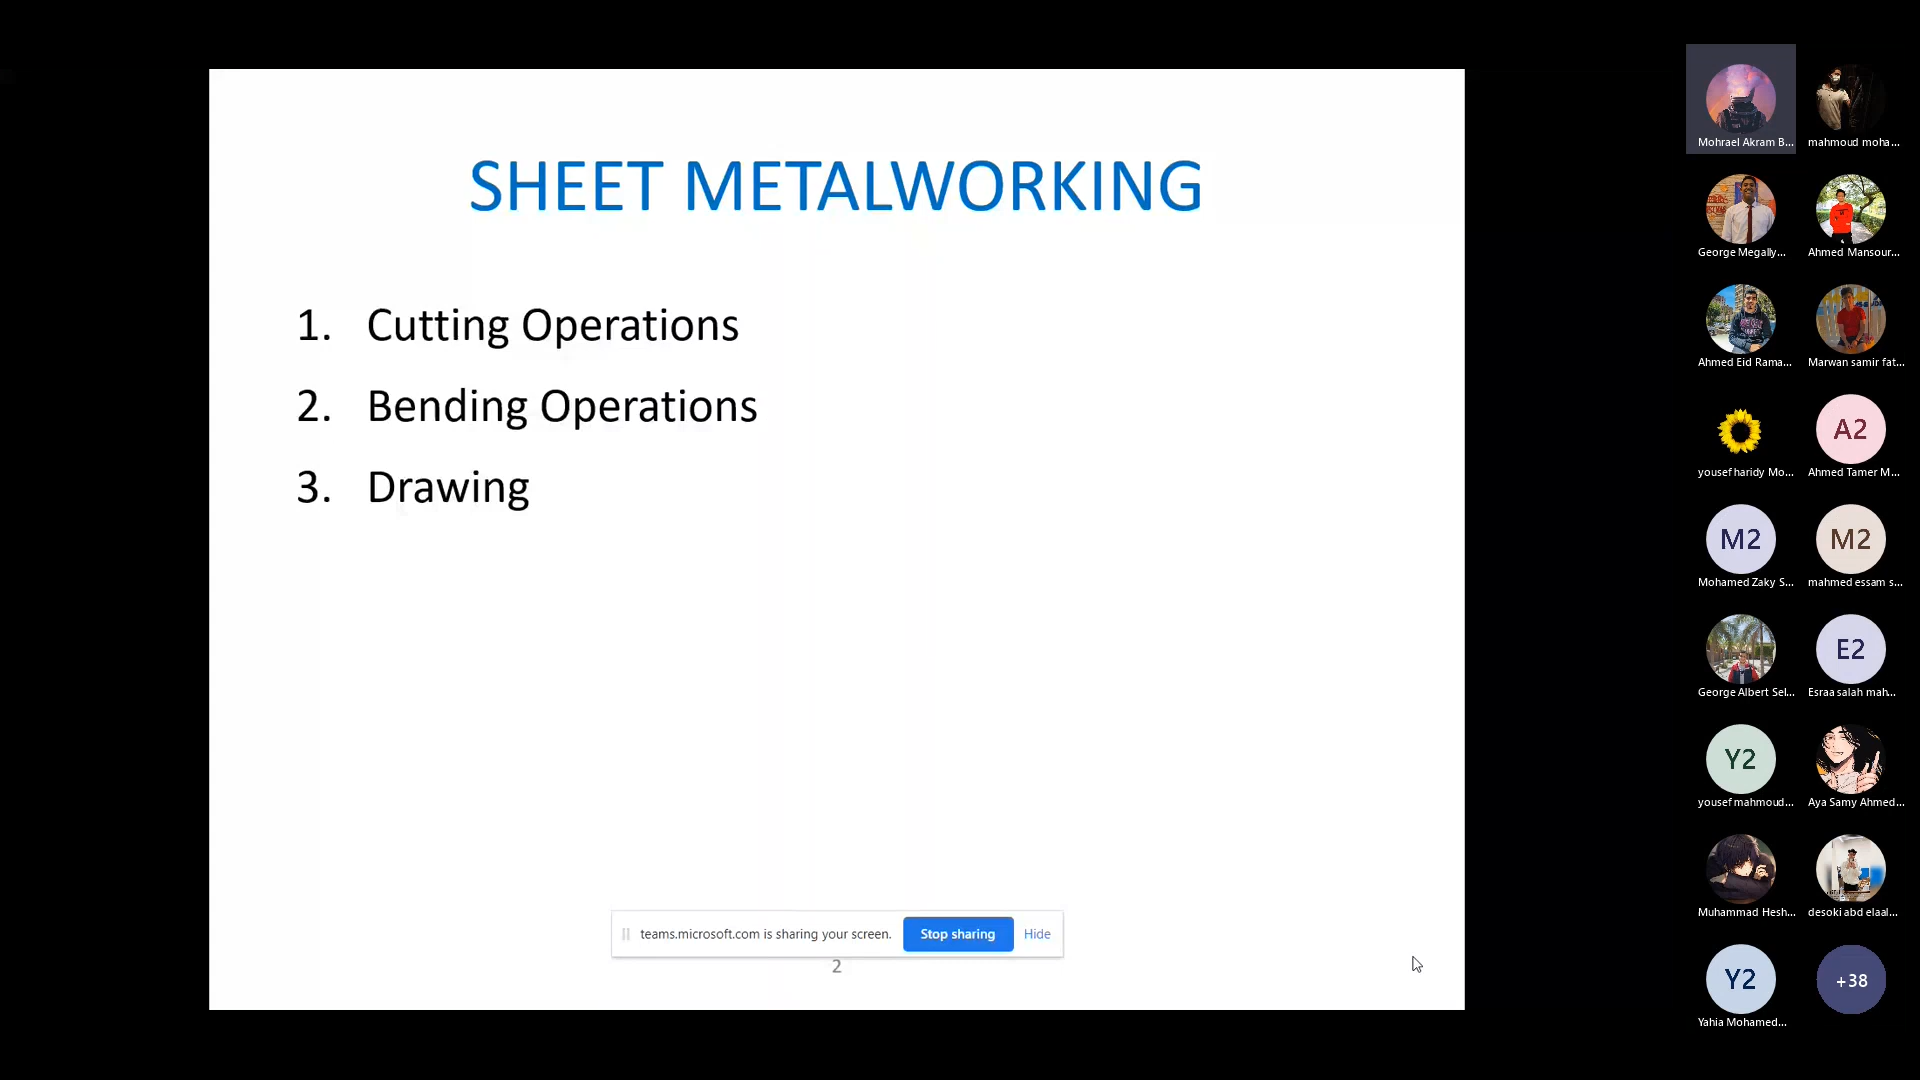 SHEET METALWORKING
1. Cutting Operations
2. Bending Operations
3. Drawing
teams.microsoft.com is sharing your screen. Stop sharing Hide
2
Mohrael Akram B... mahmoud moha...
George Megally... Ahmed Mansour...
Ahmed Eid Rama... Marwan samir fat...
A2
yousef haridy Mo... Ahmed Tamer M...
M2 M2
Mohamed Zaky S... mahmed essam s...
E2
George Albert Sel... Esraa salah mah...
Y2
yousef mahmoud... Aya Samy Ahmed...
Muhammad Hesh... desoki abd elaal...
Y2 +38
Yahia Mohamed...